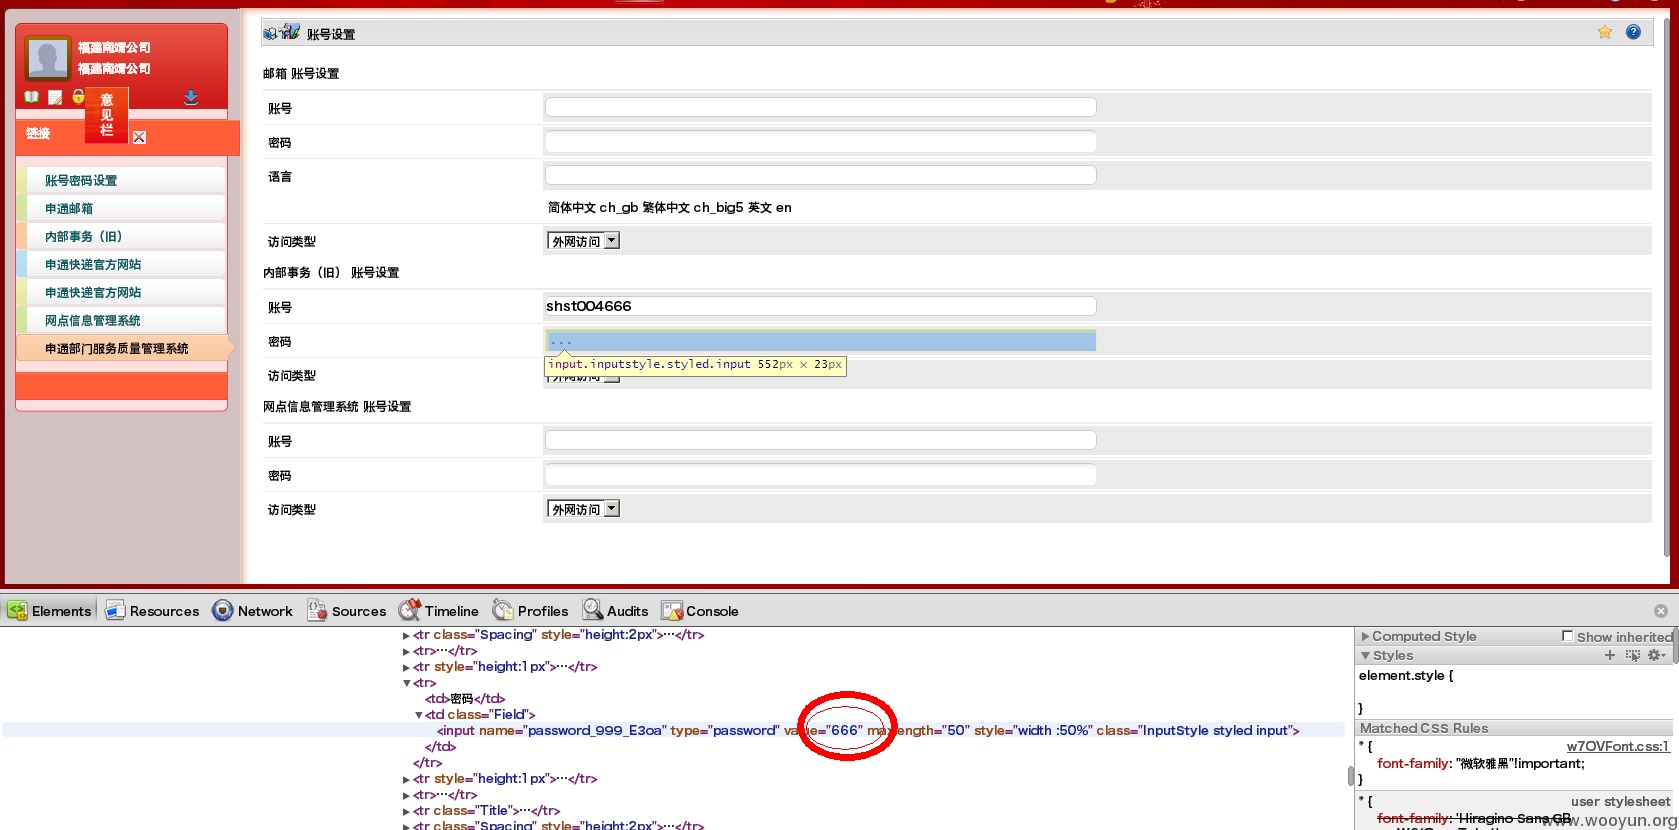 福建南靖公司
福建南靖公司
意见栏
链接
账号密码设置
申通邮箱
内部事务（旧）
申通快递官方网站
申通快递官方网站
网点信息管理系统
申通部门服务质量管理系统
账号设置
邮箱 账号设置
账号
密码
语言
简体中文 ch_gb 繁体中文 ch_big5 英文 en
访问类型 外网访问
内部事务（旧） 账号设置
账号 shst004666
密码 ...
input.inputstyle.styled.input 552px × 23px
访问类型 外网访问
网点信息管理系统 账号设置
账号
密码
访问类型 外网访问
Elements Resources Network Sources Timeline Profiles Audits Console
▶<tr class="Spacing" style="height:2px">…</tr>
▶<tr>…</tr>
▶<tr style="height:1px">…</tr>
▼<tr>
<td>密码</td>
▼<td class="Field">
<input name="password_999_E3oa" type="password" value="666" maxlength="50" style="width :50%" class="InputStyle styled input">
</td>
</tr>
▶<tr style="height:1px">…</tr>
▶<tr>…</tr>
▶<tr class="Title">…</tr>
▶<tr class="Spacing" style="height:2px">…</tr>
▶Computed Style Show inherited
▼Styles
element.style {
}
Matched CSS Rules
* { w7OVFont.css:1
font-family: "微软雅黑"!important;
}
* { user stylesheet
font-family: 'Hiragino Sans GB
www.wooyun.org